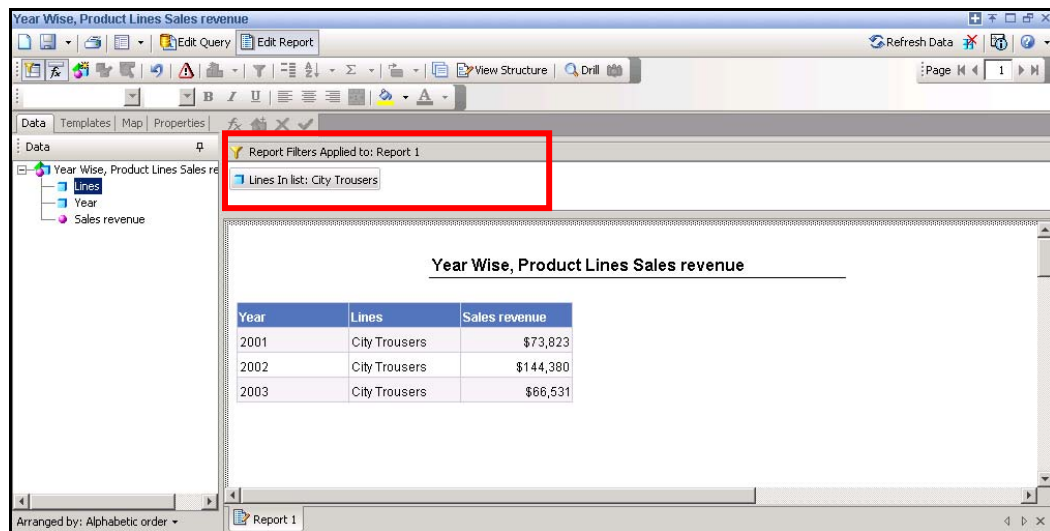 Year Wise, Product Lines Sales revenue
Edit Query Edit Report Refresh Data
View Structure Drill Page 1
B I U A
Data Templates Map Properties
Data
Report Filters Applied to: Report 1
Year Wise, Product Lines Sales re
Lines In list: City Trousers
Lines
Year
Sales revenue
Year Wise, Product Lines Sales revenue
Year Lines Sales revenue
2001 City Trousers $73,823
2002 City Trousers $144,380
2003 City Trousers $66,531
Arranged by: Alphabetic order
Report 1